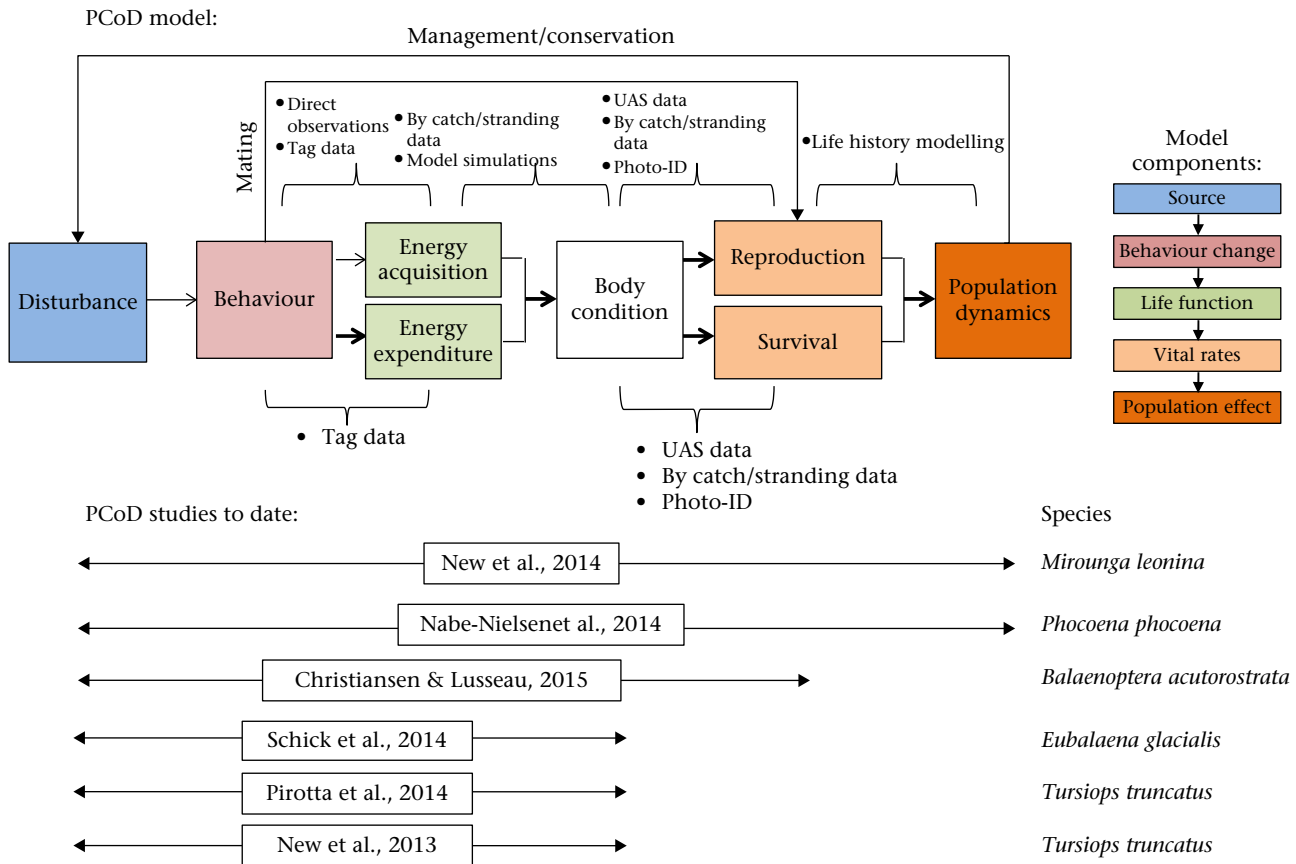 PCoD model:
Management/conservation
Mating
• Direct
observations
• Tag data
• By catch/stranding
data
• Model simulations
• UAS data
• By catch/stranding
data
• Photo-ID
• Life history modelling
Disturbance
Behaviour
Energy
acquisition
Energy
expenditure
Body
condition
Reproduction
Survival
Population
dynamics
• Tag data
• UAS data
• By catch/stranding data
• Photo-ID
Model
components:
Source
Behaviour change
Life function
Vital rates
Population effect
PCoD studies to date:
Species
New et al., 2014
Mirounga leonina
Nabe-Nielsenet al., 2014
Phocoena phocoena
Christiansen & Lusseau, 2015
Balaenoptera acutorostrata
Schick et al., 2014
Eubalaena glacialis
Pirotta et al., 2014
Tursiops truncatus
New et al., 2013
Tursiops truncatus